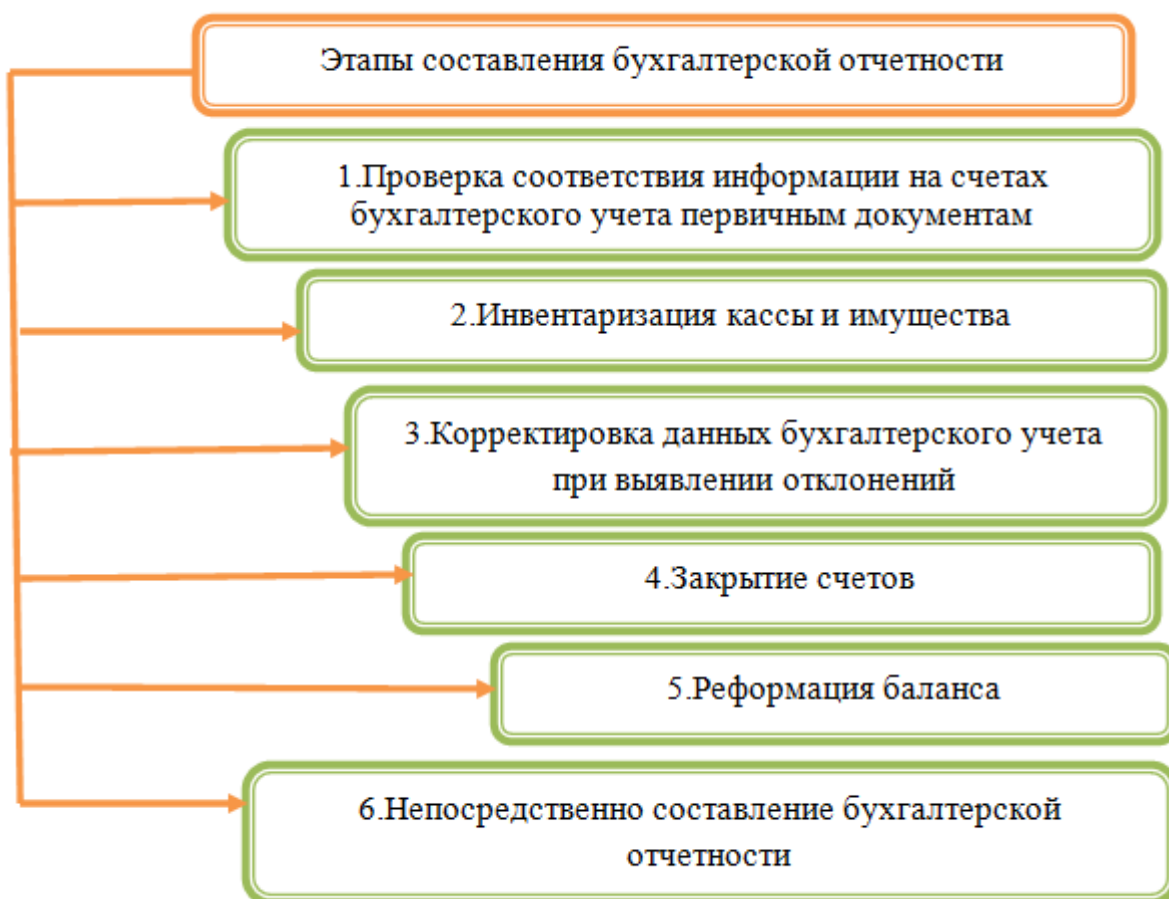 Этапы составления бухгалтерской отчетности
1.Проверка соответствия информации на счетах
бухгалтерского учета первичным документам
2.Инвентаризация кассы и имущества
3.Корректировка данных бухгалтерского учета
при выявлении отклонений
4.Закрытие счетов
5.Реформация баланса
6.Непосредственно составление бухгалтерской
отчетности